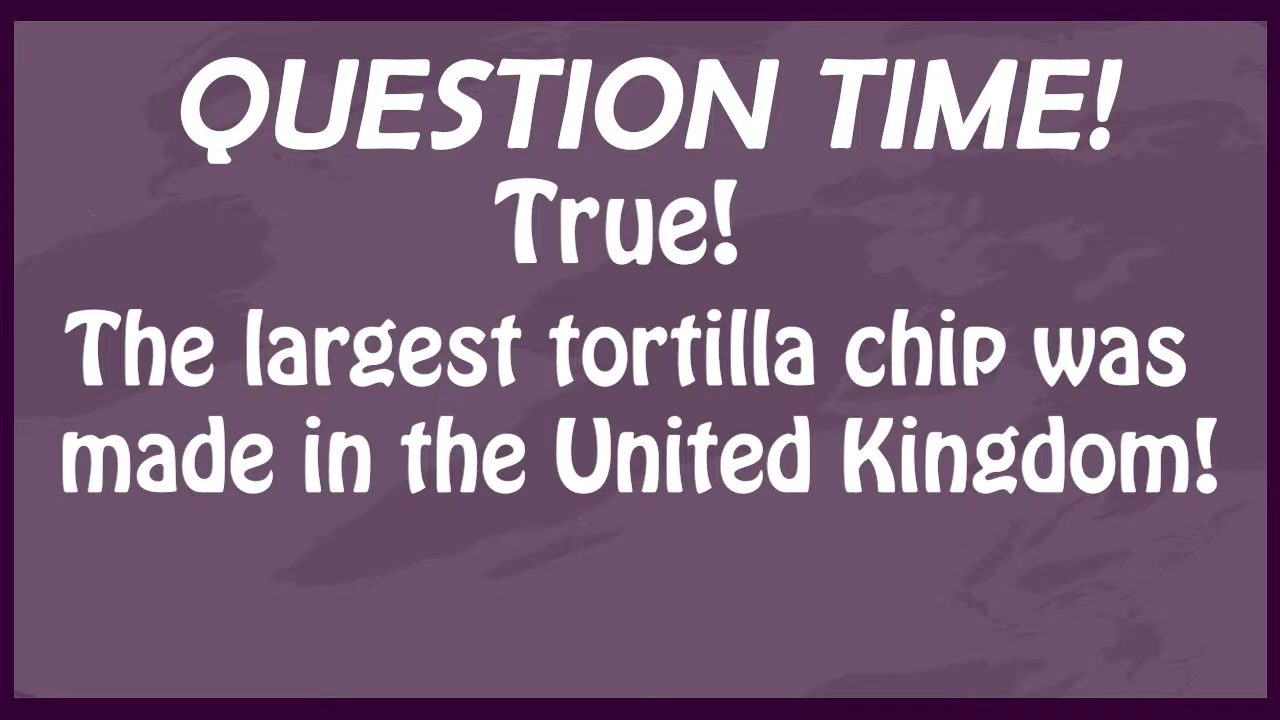 QUESTION TIME!
True!
The largest tortilla chip was
made in the United Kingdom!